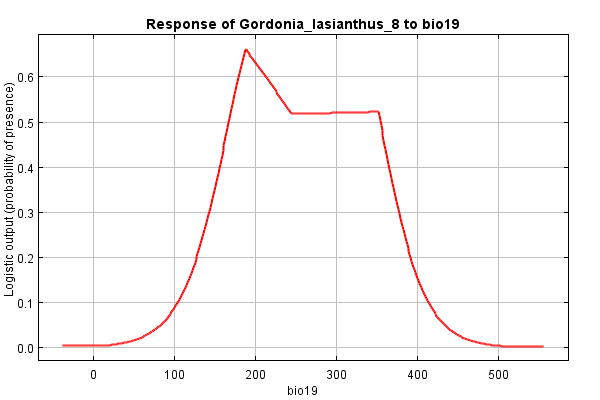 Response of Gordonia_lasianthus_8 to bio19
Logistic output (probability of presence)
0.6
0.5
0.4
0.3
0.2
0.1
0.0
0 100 200 300 400 500
bio19